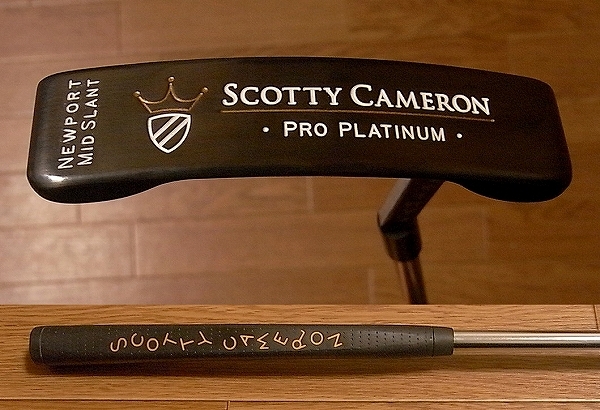 NEWPORT
MID SLANT
SCOTTY CAMERON
• PRO PLATINUM •
SCOTTY CAMERON